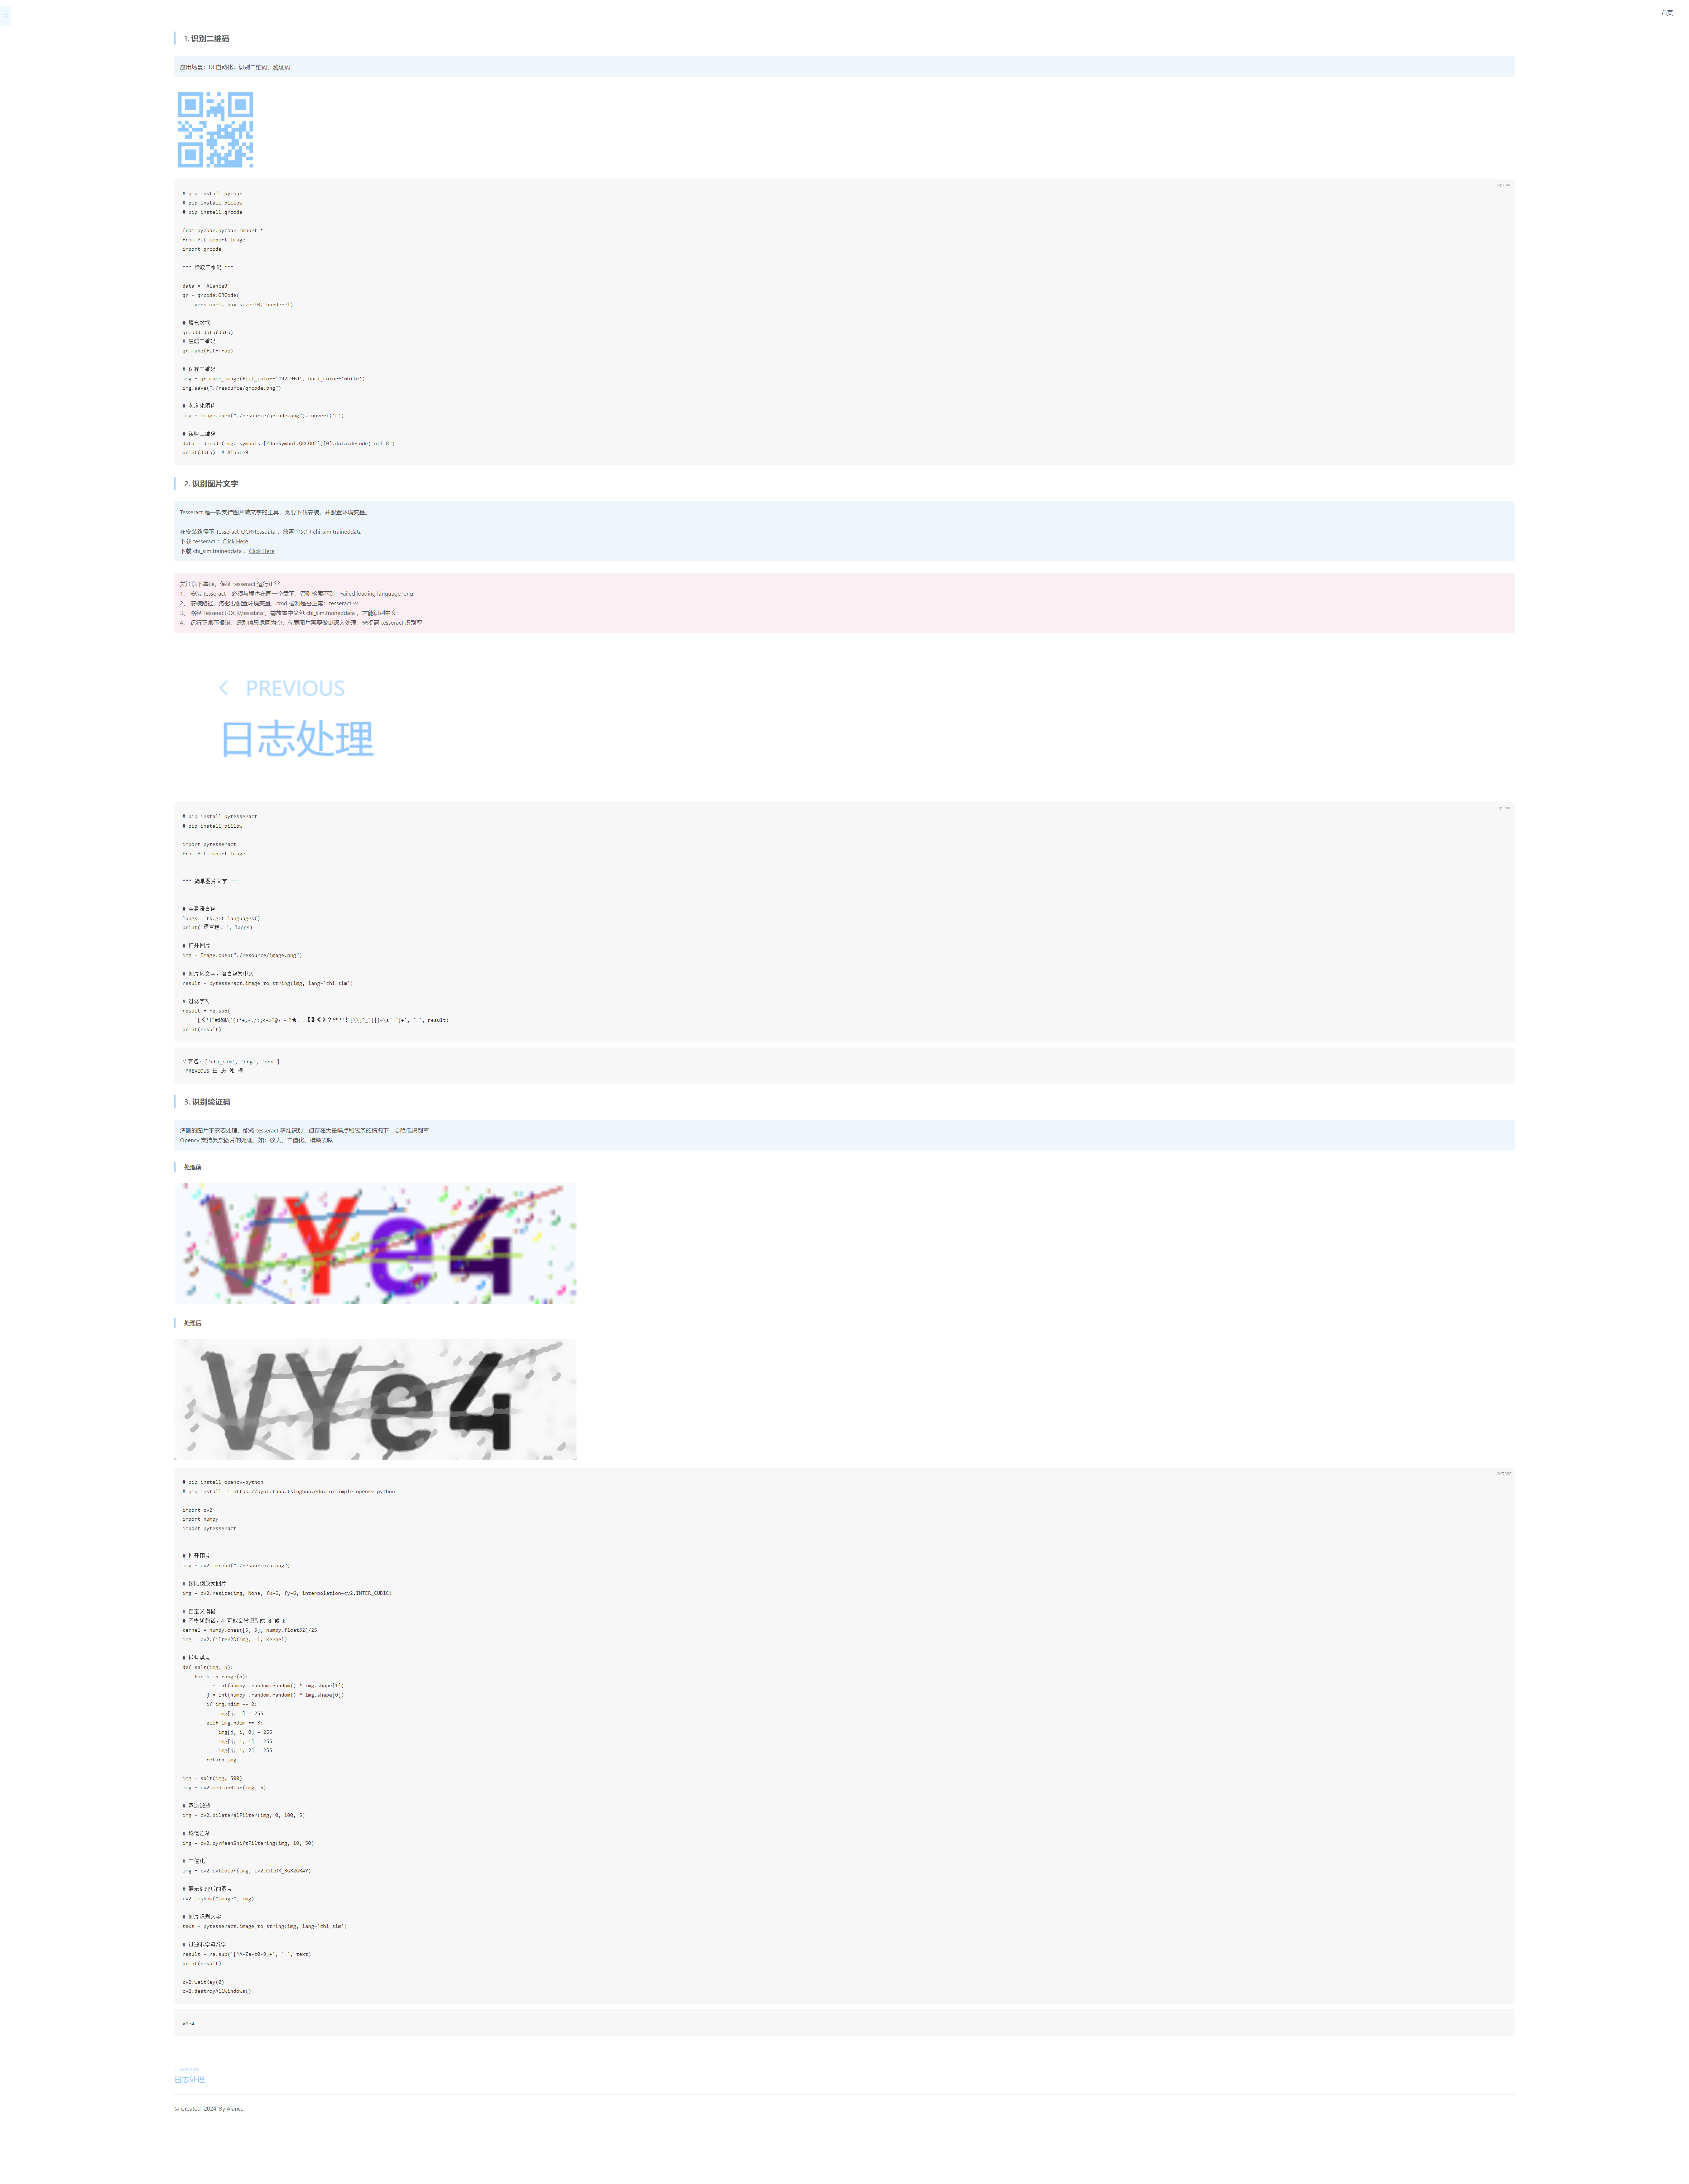 首页
1. 识别二维码
应用场景：UI 自动化，识别二维码、验证码
python
# pip install pyzbar
# pip install pillow
# pip install qrcode
from pyzbar.pyzbar import *
from PIL import Image
import qrcode
""" 读取二维码 """
data = 'Alance9'
qr = qrcode.QRCode(
    version=1, box_size=10, border=1)
# 填充数据
qr.add_data(data)
# 生成二维码
qr.make(fit=True)
# 保存二维码
img = qr.make_image(fill_color='#92c9fd', back_color='white')
img.save("./resource/qrcode.png")
# 灰度化图片
img = Image.open("./resource/qrcode.png").convert('L')
# 读取二维码
data = decode(img, symbols=[ZBarSymbol.QRCODE])[0].data.decode("utf-8")
print(data)  # Alance9
2. 识别图片文字
Tesseract 是一款支持图片转文字的工具，需要下载安装，并配置环境变量。
在安装路径下 Tesseract-OCR\tessdata ，放置中文包 chi_sim.traineddata
下载 tessract ：Click Here
下载 chi_sim.traineddata ：Click Here
关注以下事项，保证 tesseract 运行正常
1、 安装 tesseract，必须与程序在同一个盘下，否则检索不到：Failed loading language 'eng'
2、 安装路径，务必要配置环境变量，cmd 检测是否正常：tesseract -v
3、 路径 Tesseract-OCR\tessdata ，需放置中文包 chi_sim.traineddata ，才能识别中文
4、 运行正常不报错，识别信息返回为空，代表图片需要做更深入处理，来提高 tesseract 识别率
PREVIOUS
日志处理
python
# pip install pytesseract
# pip install pillow
import pytesseract
from PIL import Image
""" 简单图片文字 """
# 查看语言包
langs = ts.get_languages()
print('语言包: ', langs)
# 打开图片
img = Image.open("./resource/image.png")
# 图片转文字，语言包为中文
result = pytesseract.image_to_string(img, lang='chi_sim')
# 过滤字符
result = re.sub(
print(result)
语言包: ['chi_sim', 'eng', 'osd']
PREVIOUS 日 志 处 理
3. 识别验证码
清晰的图片不需要处理，能被 tesseract 精准识别，但存在大量噪点和线条的情况下，会降低识别率
Opencv 支持复杂图片的处理，如：放大、二值化、模糊去噪
处理前
VYe4
处理后
VYe4
python
# pip install opencv-python
# pip install -i https://pypi.tuna.tsinghua.edu.cn/simple opencv-python
import cv2
import numpy
import pytesseract
# 打开图片
img = cv2.imread("./resource/a.png")
# 按比例放大图片
img = cv2.resize(img, None, fx=6, fy=6, interpolation=cv2.INTER_CUBIC)
# 自定义模糊
# 不模糊的话，4 可能会被识别成 d 或 k
kernel = numpy.ones([5, 5], numpy.float32)/25
img = cv2.filter2D(img, -1, kernel)
# 椒盐噪点
def salt(img, n):
    for k in range(n):
        i = int(numpy .random.random() * img.shape[1])
        j = int(numpy .random.random() * img.shape[0])
        if img.ndim == 2:
            img[j, i] = 255
        elif img.ndim == 3:
            img[j, i, 0] = 255
            img[j, i, 1] = 255
            img[j, i, 2] = 255
        return img
img = salt(img, 500)
img = cv2.medianBlur(img, 5)
# 双边滤波
img = cv2.bilateralFilter(img, 0, 100, 5)
# 均值迁移
img = cv2.pyrMeanShiftFiltering(img, 10, 50)
# 二值化
img = cv2.cvtColor(img, cv2.COLOR_BGR2GRAY)
# 展示处理后的图片
cv2.imshow("Image", img)
# 图片识别文字
text = pytesseract.image_to_string(img, lang='chi_sim')
# 过滤非字母数字
result = re.sub('[^A-Za-z0-9]+', ' ', text)
print(result)
cv2.waitKey(0)
cv2.destroyAllWindows()
VYe4
PREVIOUS
日志处理
© Created 2024. By Alance.